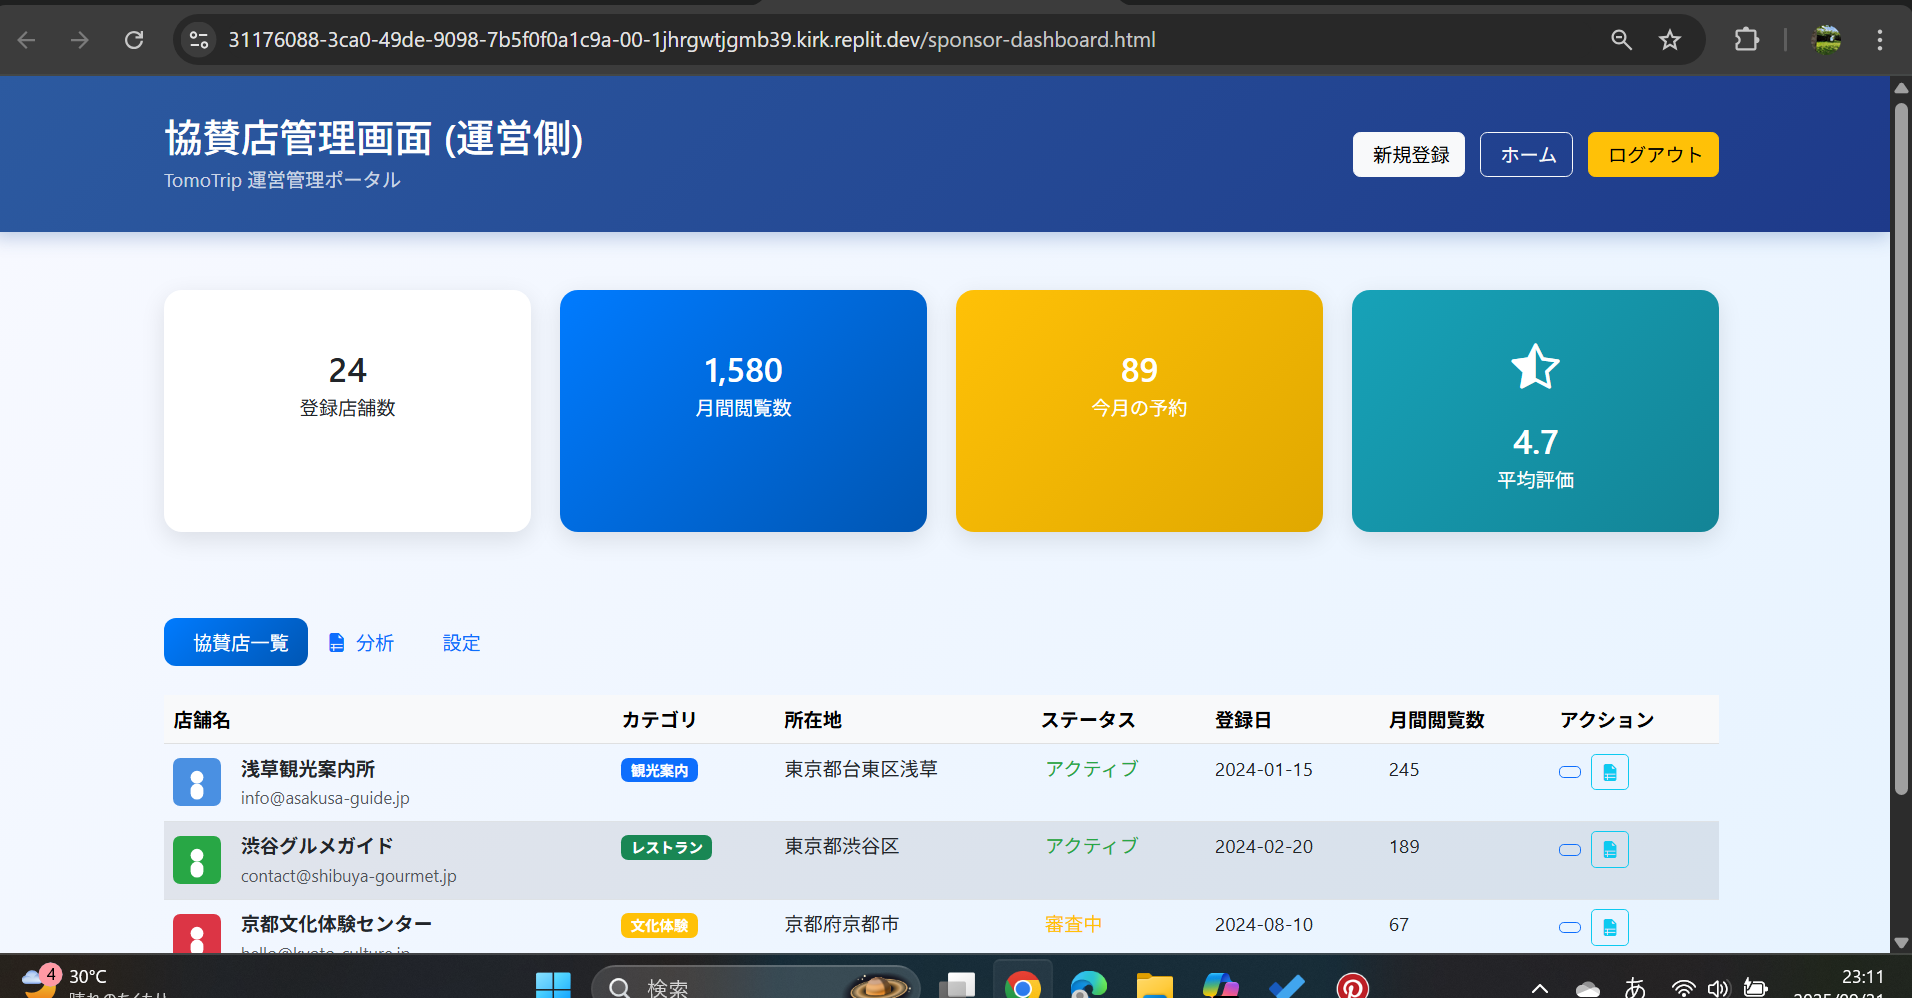 31176088-3ca0-49de-9098-7b5f0f0a1c9a-00-1jhrgwtjgmb39.kirk.replit.dev/sponsor-dashboard.html
協賛店管理画面 (運営側)
TomoTrip 運営管理ポータル
新規登録
ホーム
ログアウト
24
登録店舗数
1,580
月間閲覧数
89
今月の予約
4.7
平均評価
協賛店一覧
分析
設定
店舗名 カテゴリ 所在地 ステータス 登録日 月間閲覧数 アクション
浅草観光案内所 観光案内 東京都台東区浅草 アクティブ 2024-01-15 245
info@asakusa-guide.jp
渋谷グルメガイド レストラン 東京都渋谷区 アクティブ 2024-02-20 189
contact@shibuya-gourmet.jp
京都文化体験センター 文化体験 京都府京都市 審査中 2024-08-10 67
hello@kyoto-culture.jp
4
30°C
検索
あ
23:11